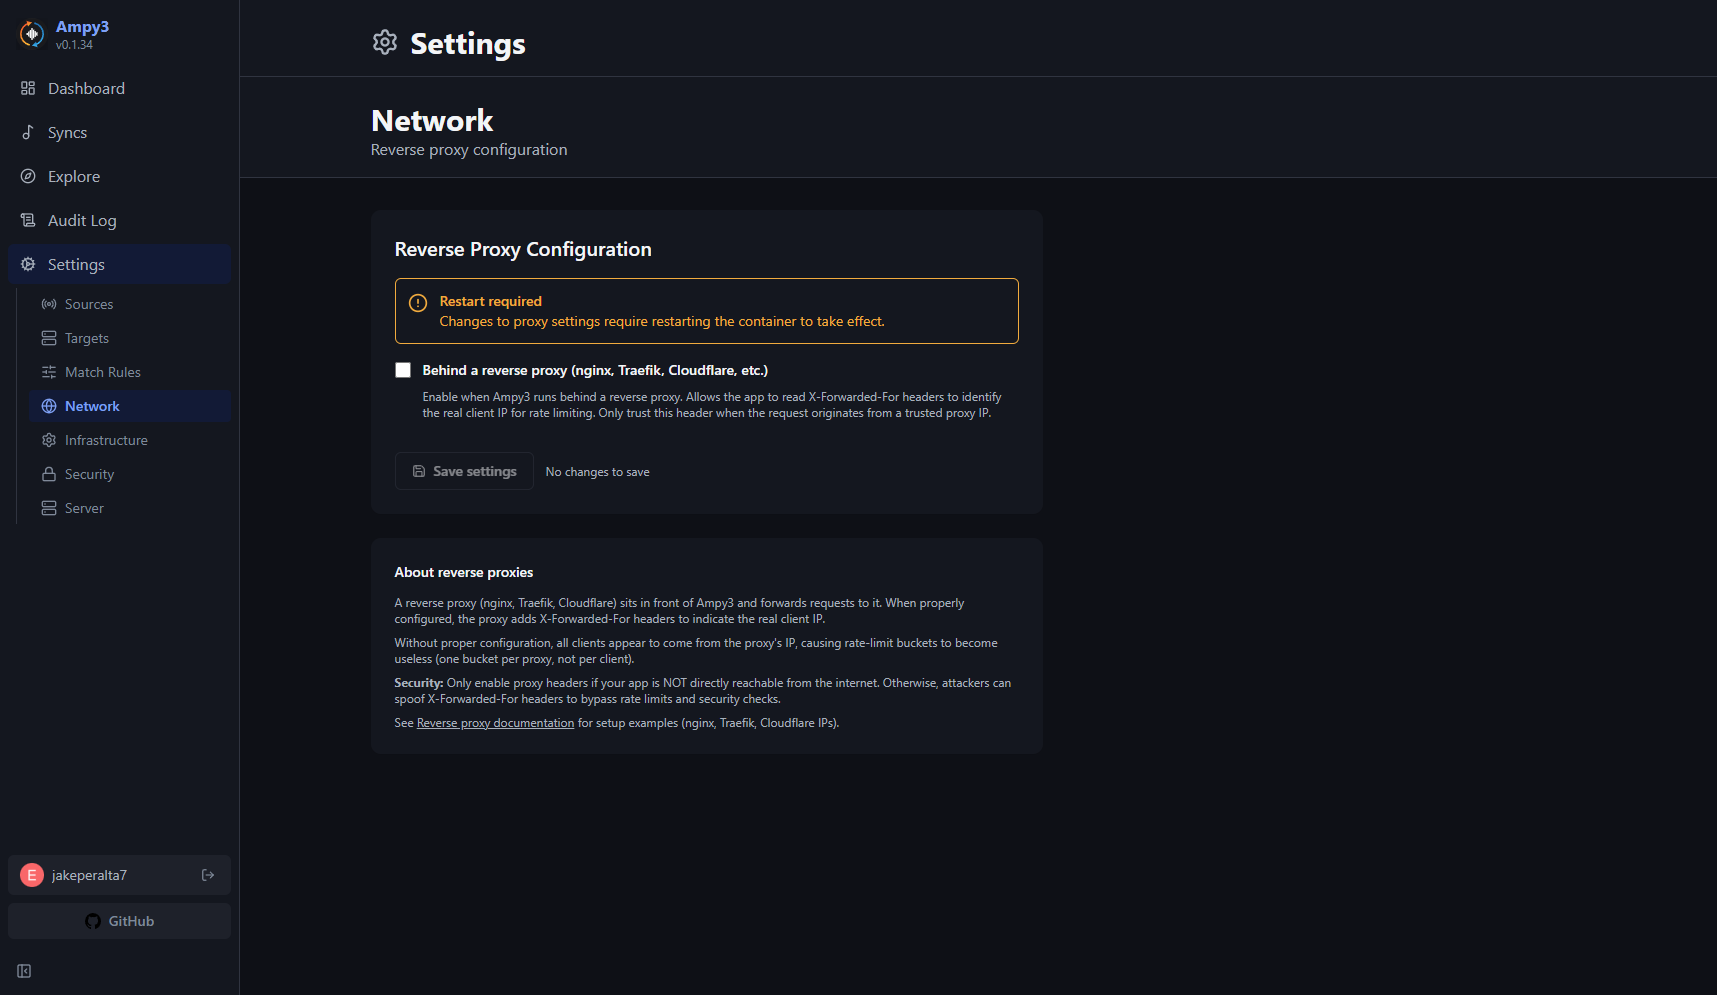 Ampy3
v0.1.34
Dashboard
Syncs
Explore
Audit Log
Settings
Sources
Targets
Match Rules
Network
Infrastructure
Security
Server
E
jakeperalta7
GitHub
Settings
Network
Reverse proxy configuration
Reverse Proxy Configuration
Restart required
Changes to proxy settings require restarting the container to take effect.
Behind a reverse proxy (nginx, Traefik, Cloudflare, etc.)
Enable when Ampy3 runs behind a reverse proxy. Allows the app to read X-Forwarded-For headers to identify
the real client IP for rate limiting. Only trust this header when the request originates from a trusted proxy IP.
Save settings
No changes to save
About reverse proxies
A reverse proxy (nginx, Traefik, Cloudflare) sits in front of Ampy3 and forwards requests to it. When properly
configured, the proxy adds X-Forwarded-For headers to indicate the real client IP.
Without proper configuration, all clients appear to come from the proxy's IP, causing rate-limit buckets to become
useless (one bucket per proxy, not per client).
Security: Only enable proxy headers if your app is NOT directly reachable from the internet. Otherwise, attackers can
spoof X-Forwarded-For headers to bypass rate limits and security checks.
See Reverse proxy documentation for setup examples (nginx, Traefik, Cloudflare IPs).